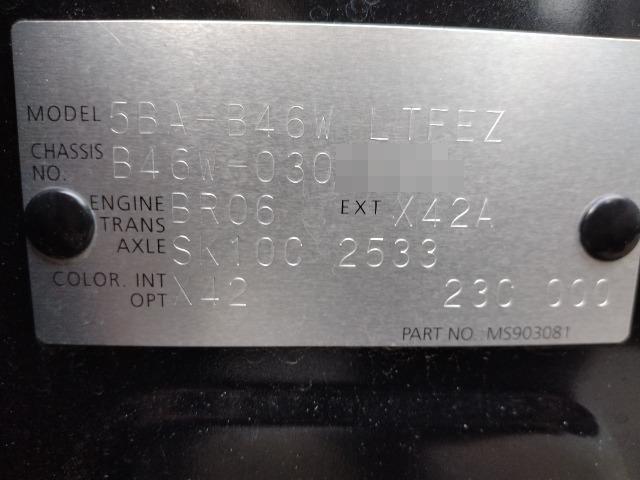 MODEL 5BA-B46W LTFEZ
CHASSIS NO. B46W-030
ENGINE BR06 EXT X42A
TRANS AXLE SK10C 2533
COLOR. INT X42
OPT 23C 000
PART NO.: MS903081